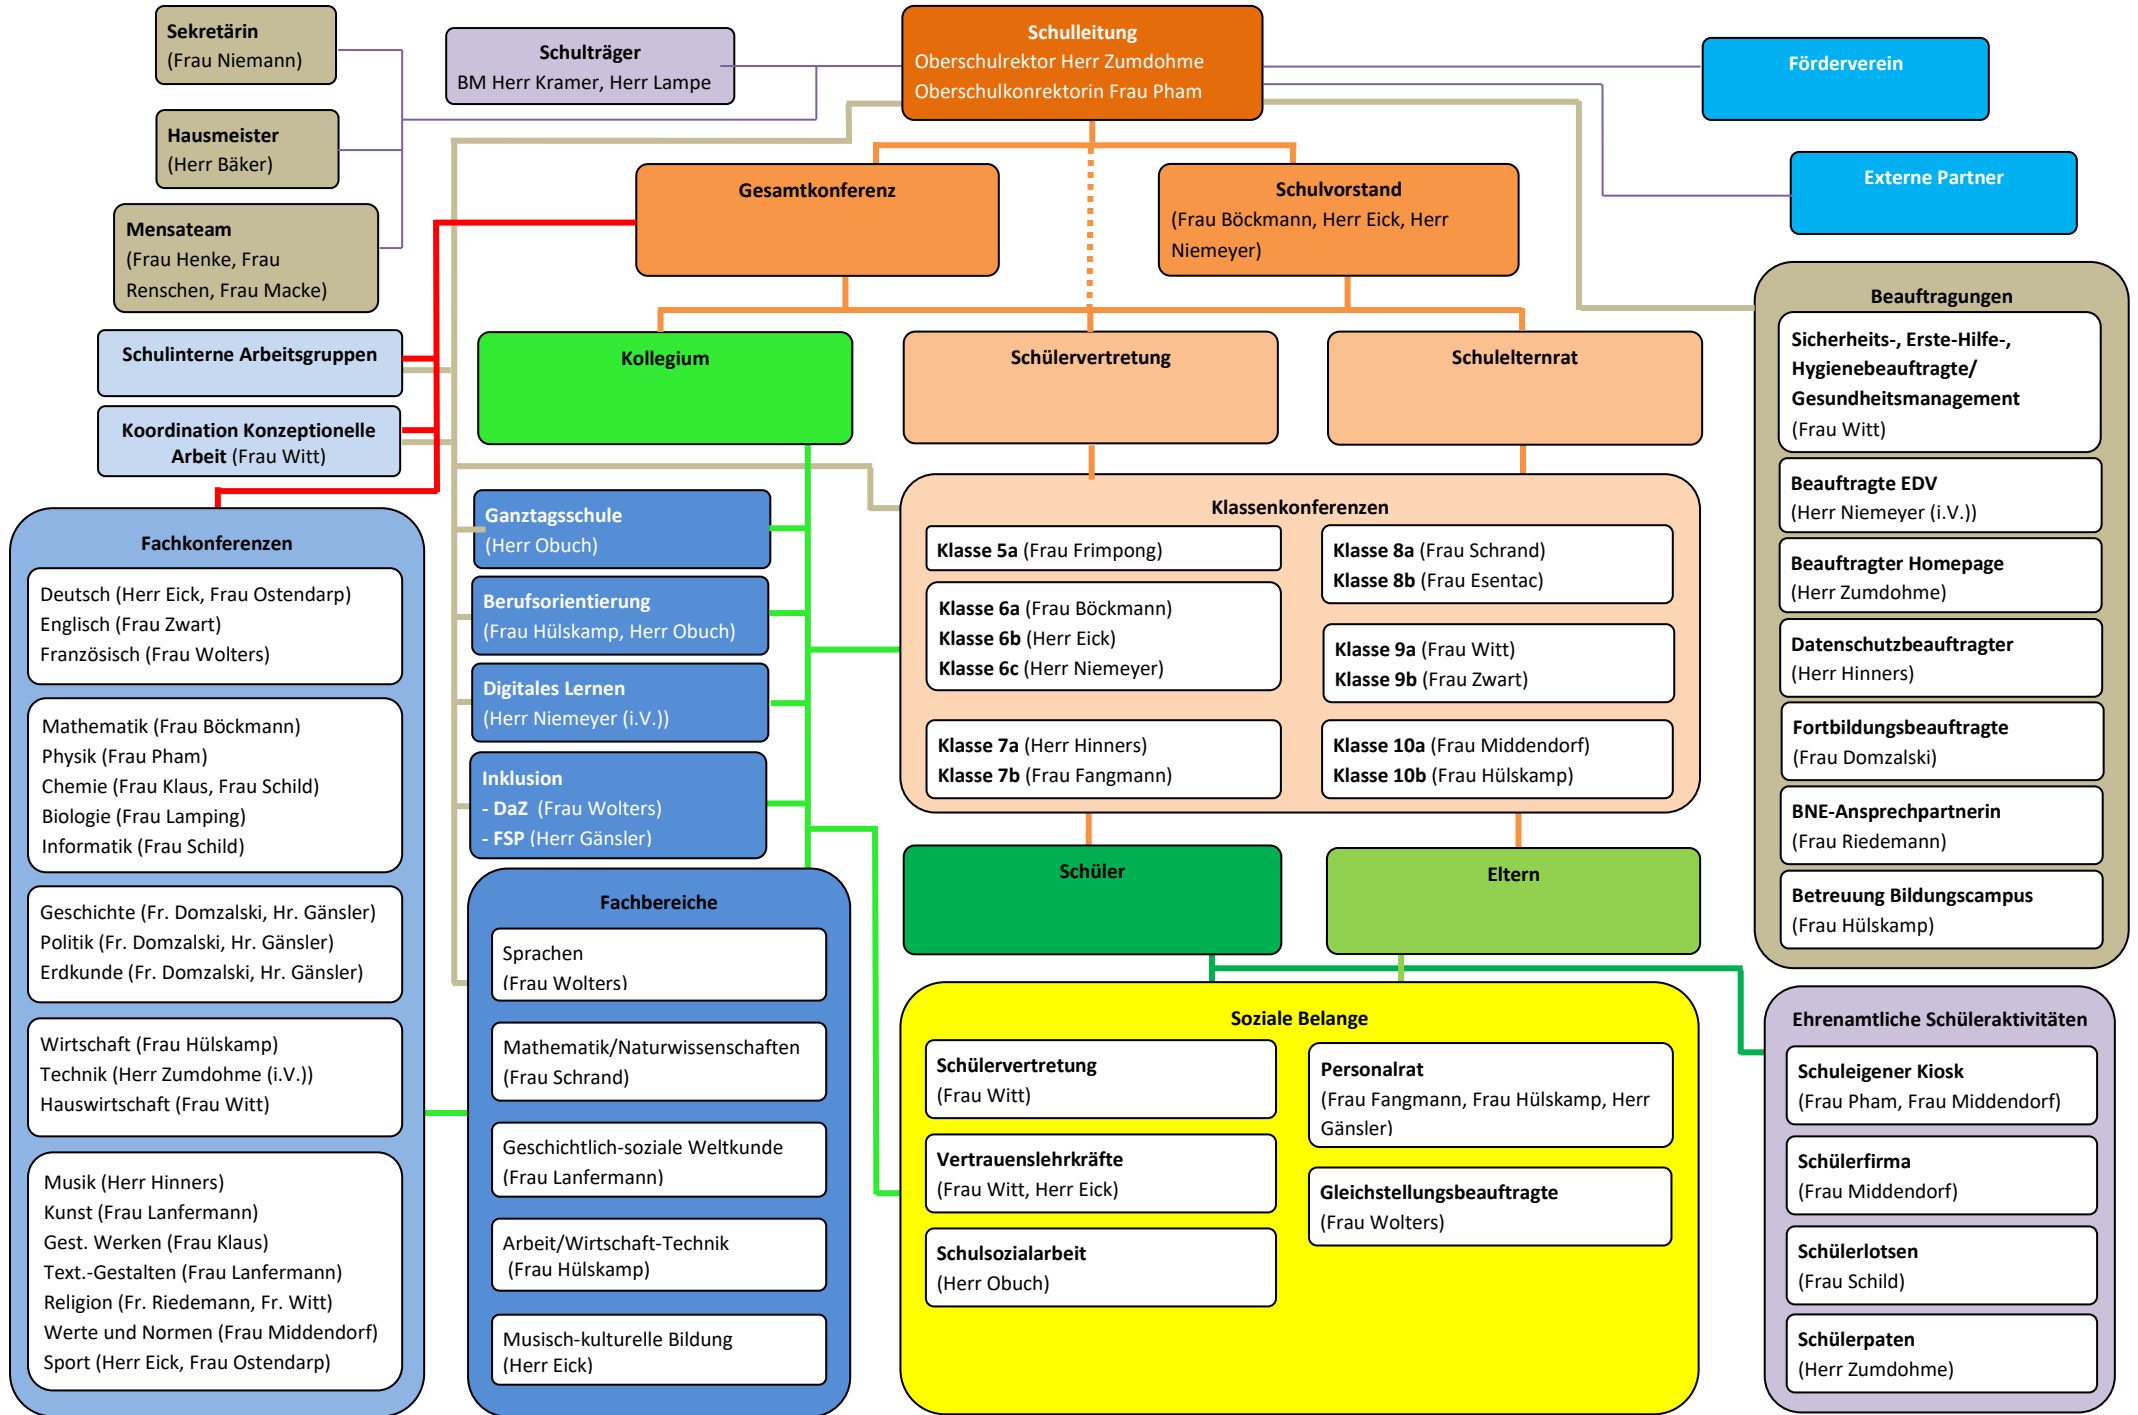 Sekretärin
(Frau Niemann)
Schulträger
BM Herr Kramer, Herr Lampe
Schulleitung
Oberschulrektor Herr Zumdohme
Oberschulkonrektorin Frau Pham
Förderverein
Hausmeister
(Herr Bäker)
Externe Partner
Mensateam
(Frau Henke, Frau
Renschen, Frau Macke)
Gesamtkonferenz
Schulvorstand
(Frau Böckmann, Herr Eick, Herr
Niemeyer)
Schulinterne Arbeitsgruppen
Koordination Konzeptionelle
Arbeit (Frau Witt)
Kollegium
Schülervertretung
Schulelternrat
Beauftragungen
Sicherheits-, Erste-Hilfe-,
Hygienebeauftragte/
Gesundheitsmanagement
(Frau Witt)
Beauftragte EDV
(Herr Niemeyer (i.V.))
Beauftragter Homepage
(Herr Zumdohme)
Datenschutzbeauftragter
(Herr Hinners)
Fortbildungsbeauftragte
(Frau Domzalski)
BNE-Ansprechpartnerin
(Frau Riedemann)
Betreuung Bildungscampus
(Frau Hülskamp)
Fachkonferenzen
Deutsch (Herr Eick, Frau Ostendarp)
Englisch (Frau Zwart)
Französisch (Frau Wolters)
Mathematik (Frau Böckmann)
Physik (Frau Pham)
Chemie (Frau Klaus, Frau Schild)
Biologie (Frau Lamping)
Informatik (Frau Schild)
Geschichte (Fr. Domzalski, Hr. Gänsler)
Politik (Fr. Domzalski, Hr. Gänsler)
Erdkunde (Fr. Domzalski, Hr. Gänsler)
Wirtschaft (Frau Hülskamp)
Technik (Herr Zumdohme (i.V.))
Hauswirtschaft (Frau Witt)
Musik (Herr Hinners)
Kunst (Frau Lanfermann)
Gest. Werken (Frau Klaus)
Text.-Gestalten (Frau Lanfermann)
Religion (Fr. Riedemann, Fr. Witt)
Werte und Normen (Frau Middendorf)
Sport (Herr Eick, Frau Ostendarp)
Ganztagsschule
(Herr Obuch)
Berufsorientierung
(Frau Hülskamp, Herr Obuch)
Digitales Lernen
(Herr Niemeyer (i.V.))
Inklusion
- DaZ (Frau Wolters)
- FSP (Herr Gänsler)
Fachbereiche
Sprachen
(Frau Wolters)
Mathematik/Naturwissenschaften
(Frau Schrand)
Geschichtlich-soziale Weltkunde
(Frau Lanfermann)
Arbeit/Wirtschaft-Technik
(Frau Hülskamp)
Musisch-kulturelle Bildung
(Herr Eick)
Klassenkonferenzen
Klasse 5a (Frau Frimpong)
Klasse 6a (Frau Böckmann)
Klasse 6b (Herr Eick)
Klasse 6c (Herr Niemeyer)
Klasse 7a (Herr Hinners)
Klasse 7b (Frau Fangmann)
Klasse 8a (Frau Schrand)
Klasse 8b (Frau Esentac)
Klasse 9a (Frau Witt)
Klasse 9b (Frau Zwart)
Klasse 10a (Frau Middendorf)
Klasse 10b (Frau Hülskamp)
Schüler
Eltern
Soziale Belange
Schülervertretung
(Frau Witt)
Vertrauenslehrkräfte
(Frau Witt, Herr Eick)
Schulsozialarbeit
(Herr Obuch)
Personalrat
(Frau Fangmann, Frau Hülskamp, Herr
Gänsler)
Gleichstellungsbeauftragte
(Frau Wolters)
Ehrenamtliche Schüleraktivitäten
Schuleigener Kiosk
(Frau Pham, Frau Middendorf)
Schülerfirma
(Frau Middendorf)
Schülerlotsen
(Frau Schild)
Schülerpaten
(Herr Zumdohme)